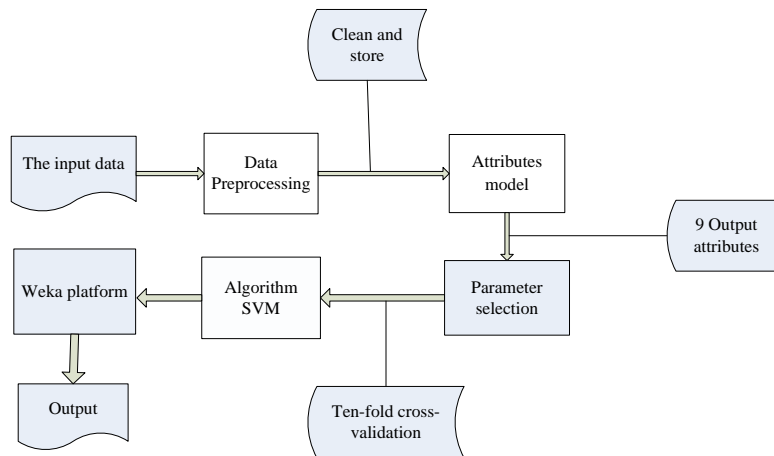 Clean and
store
The input data
Data
Preprocessing
Attributes
model
9 Output
attributes
Weka platform
Algorithm
SVM
Parameter
selection
Output
Ten-fold cross-
validation